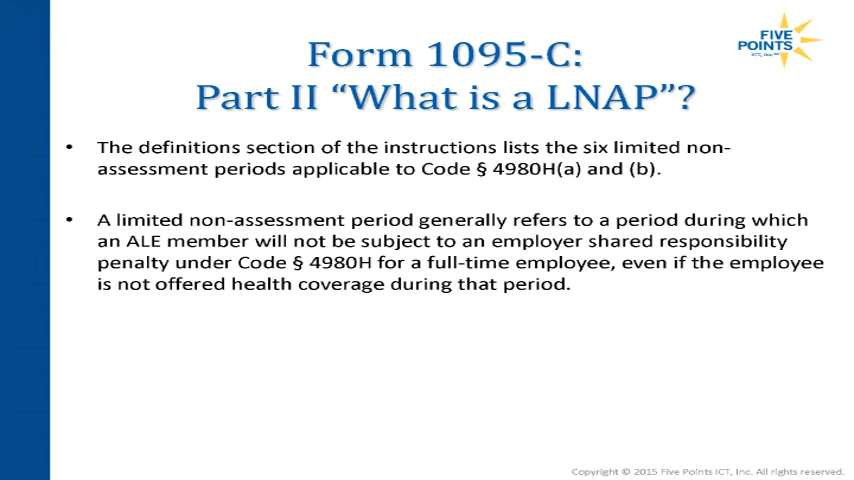 FIVE
POINTS
ICT, Inc.
Form 1095-C:
Part II “What is a LNAP”?
• The definitions section of the instructions lists the six limited non-
assessment periods applicable to Code § 4980H(a) and (b).
• A limited non-assessment period generally refers to a period during which
an ALE member will not be subject to an employer shared responsibility
penalty under Code § 4980H for a full-time employee, even if the employee
is not offered health coverage during that period.
Copyright © 2015 Five Points ICT, Inc. All rights reserved.